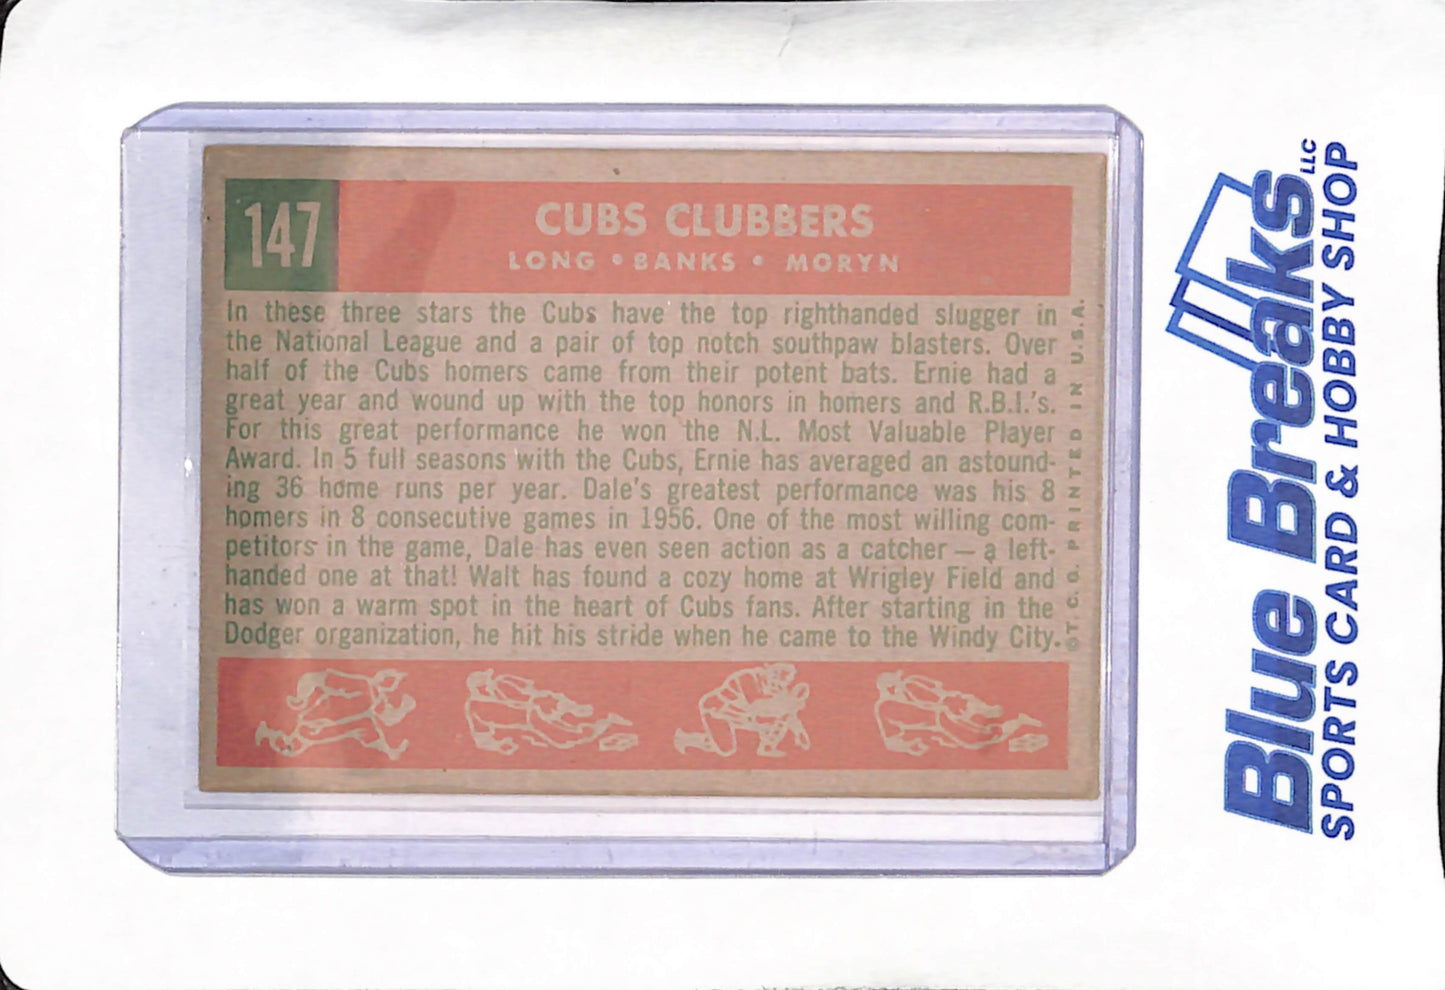 147
CUBS CLUBBERS
LONG • BANKS • MORYN
In these three stars the Cubs have the top righthanded slugger in
the National League and a pair of top notch southpaw blasters. Over
half of the Cubs homers came from their potent bats. Ernie had a
great year and wound up with the top honors in homers and R.B.I.'s.
For this great performance he won the N.L. Most Valuable Player
Award. In 5 full seasons with the Cubs, Ernie has averaged an astound-
ing 36 home runs per year. Dale's greatest performance was his 8
homers in 8 consecutive games in 1956. One of the most willing com-
petitors in the game, Dale has even seen action as a catcher — a left-
handed one at that! Walt has found a cozy home at Wrigley Field and
has won a warm spot in the heart of Cubs fans. After starting in the
Dodger organization, he hit his stride when he came to the Windy City.
©T.C.G. PRINTED IN U.S.A.
Blue Breaks LLC
SPORTS CARD & HOBBY SHOP